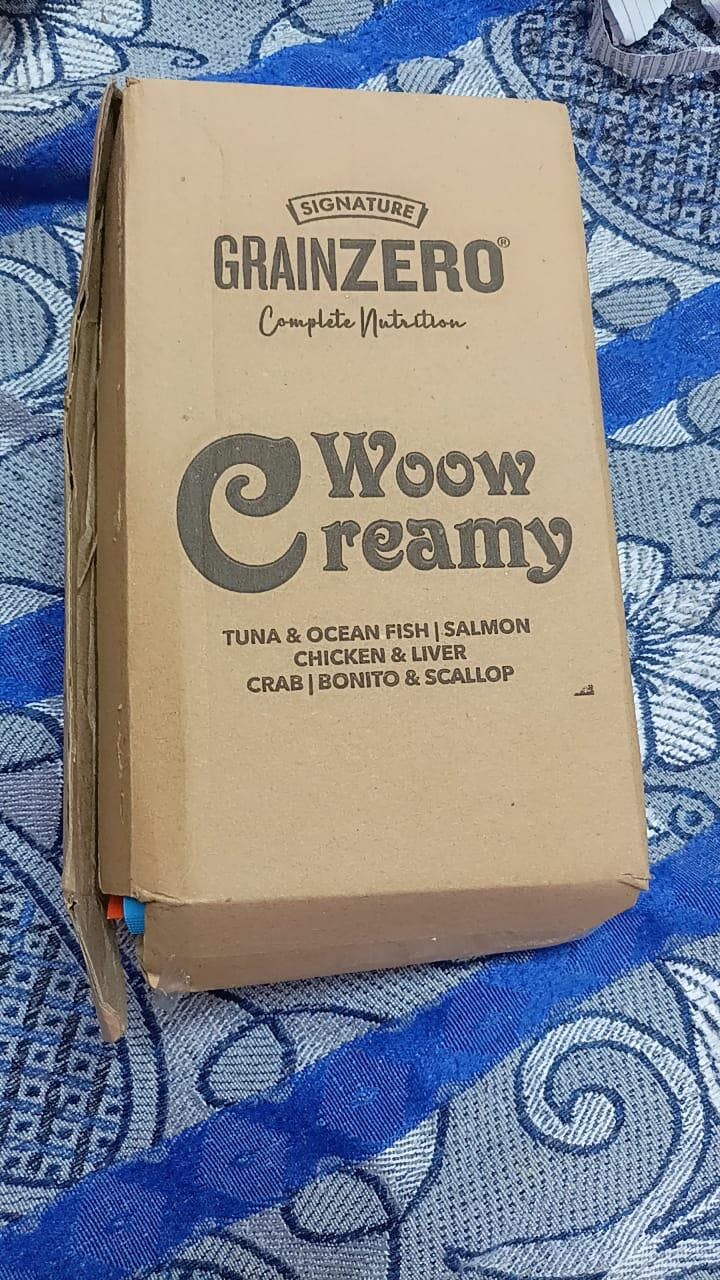 SIGNATURE
GRAINZERO®
Complete Nutrition
Woow
Creamy
TUNA & OCEAN FISH | SALMON
CHICKEN & LIVER
CRAB | BONITO & SCALLOP